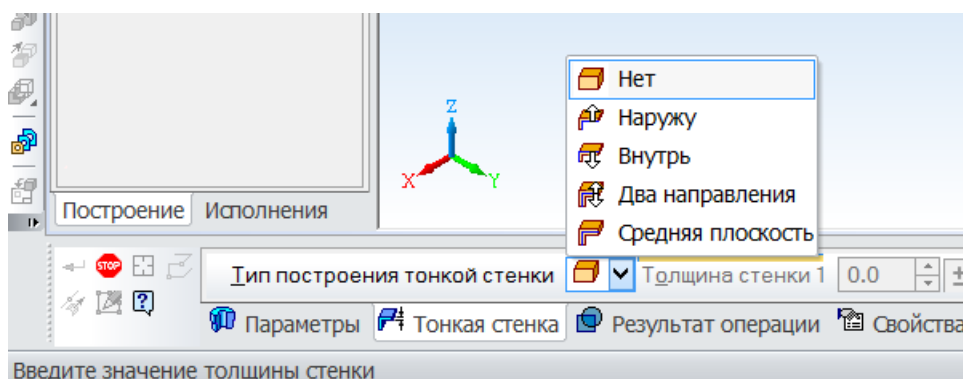 Нет
Наружу
Z
Внутрь
X
Y
Два направления
Построение Исполнения
Средняя плоскость
STOP
Тип построения тонкой стенки
Толщина стенки 1 0.0 ±
?
Параметры Тонкая стенка Результат операции Свойства
Введите значение толщины стенки